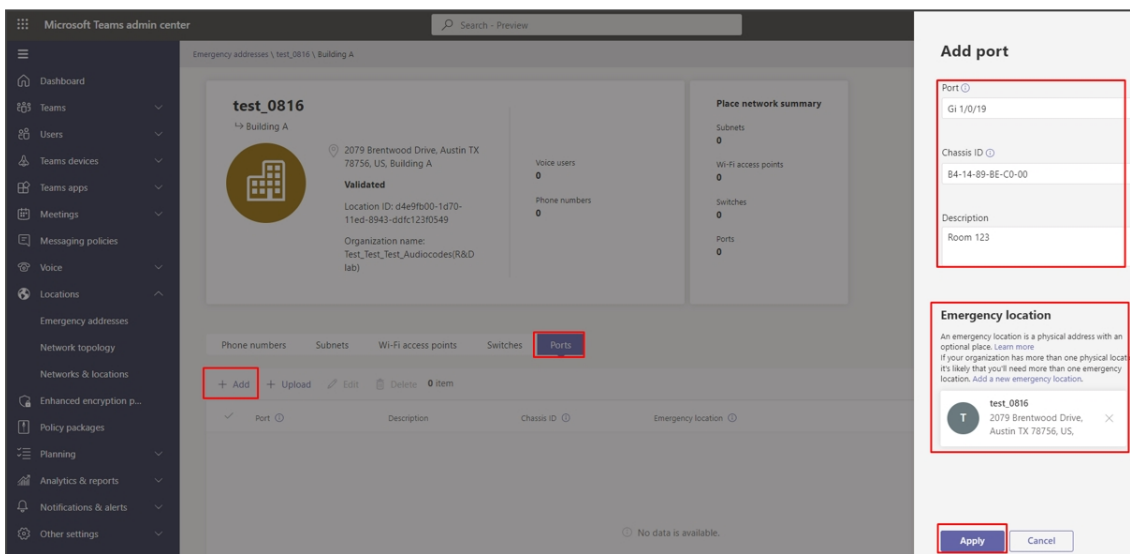 Microsoft Teams admin center
Search - Preview
Dashboard
Teams
Users
Teams devices
Teams apps
Meetings
Messaging policies
Voice
Locations
Emergency addresses
Network topology
Networks & locations
Enhanced encryption p...
Policy packages
Planning
Analytics & reports
Notifications & alerts
Other settings
Emergency addresses \ test_0816 \ Building A
test_0816
Building A
2079 Brentwood Drive, Austin TX
78756, US, Building A
Validated
Location ID: d4e9fb00-1d70-
11ed-8943-ddfc123f0549
Organization name:
Test_Test_Test_Audiocodes(R&D
lab)
Voice users
0
Phone numbers
0
Place network summary
Subnets
0
Wi-Fi access points
0
Switches
0
Ports
0
Phone numbers Subnets Wi-Fi access points Switches Ports
+ Add + Upload Edit Delete 0 item
Port Description Chassis ID Emergency location
No data is available.
Add port
Port
Gi 1/0/19
Chassis ID
B4-14-89-BE-C0-00
Description
Room 123
Emergency location
An emergency location is a physical address with an
optional place. Learn more
If your organization has more than one physical locati
it's likely that you'll need more than one emergency
location. Add a new emergency location.
T
test_0816
2079 Brentwood Drive,
Austin TX 78756, US,
Apply Cancel